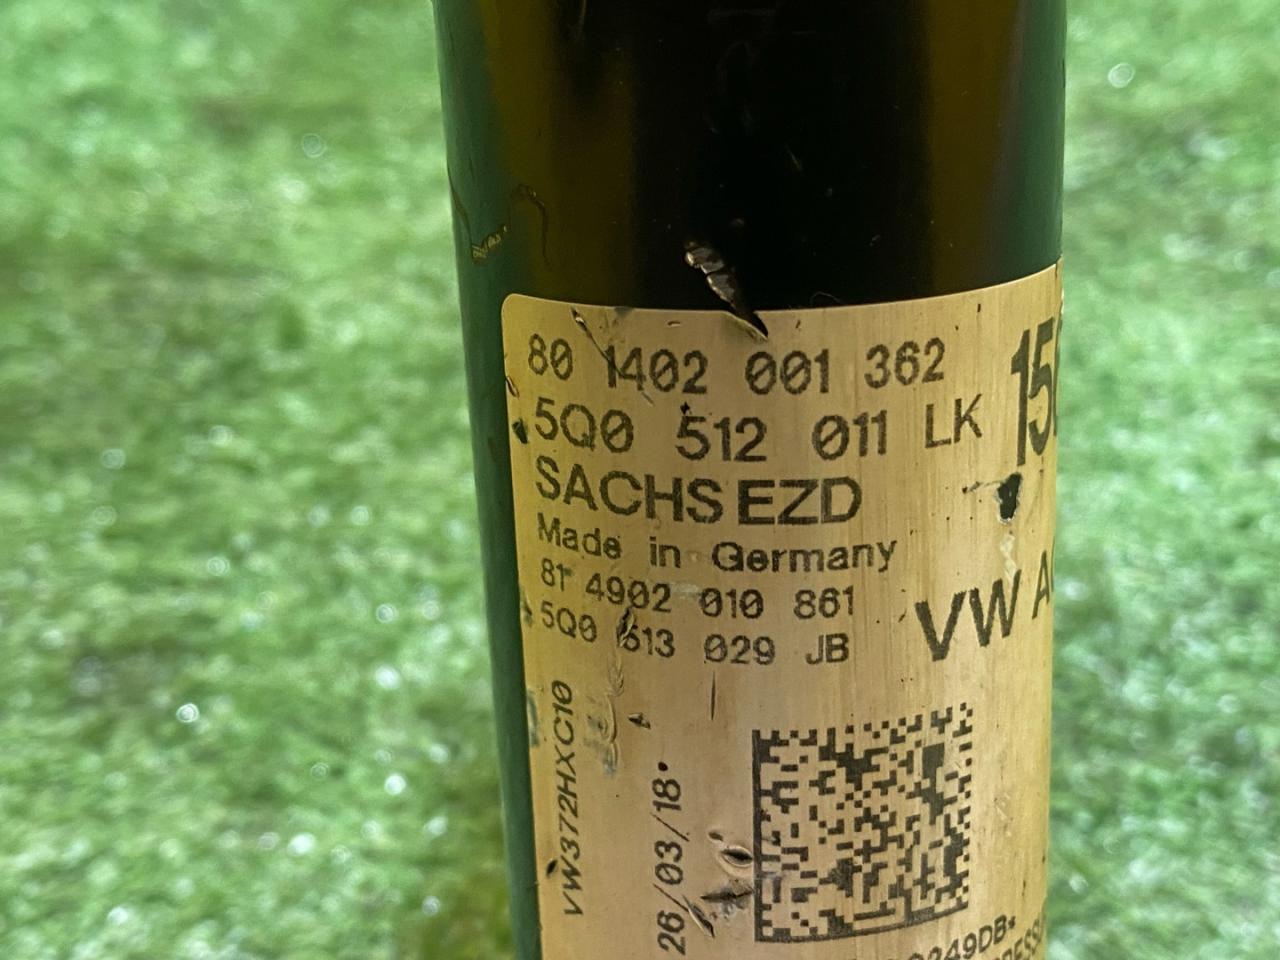 80 1402 001 362
5Q0 512 011 LK
SACHS EZD
Made in Germany
81 4902 010 861
5Q0 513 029 JB
VW
VW372HXC10
26/03/18